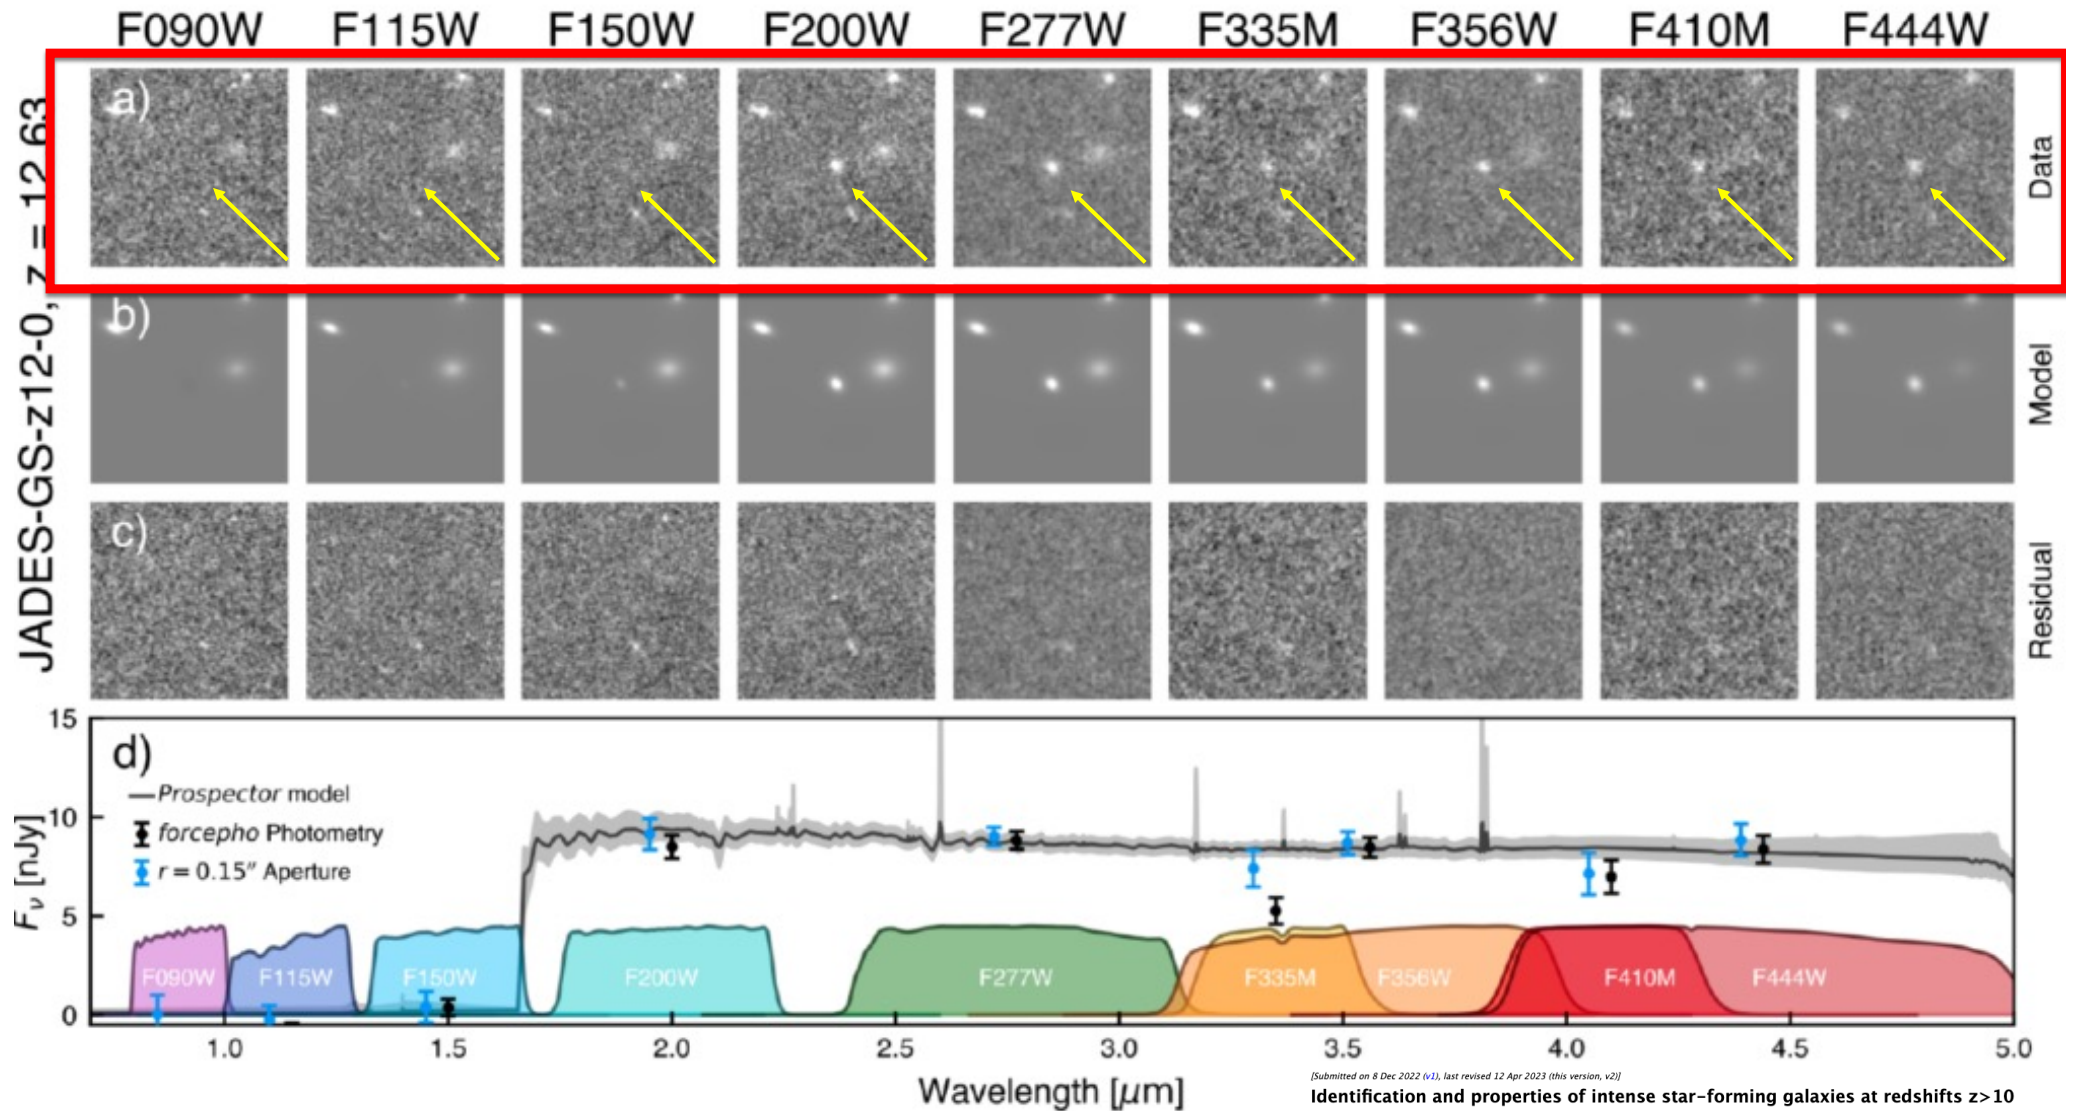 F090W F115W F150W F200W F277W F335M F356W F410M F444W
JADES-GS-z12-0, z = 12.63
a)
Data
b)
Model
c)
Residual
d)
Prospector model
forcepho Photometry
r = 0.15″ Aperture
Fν [nJy]
15
10
5
0
F090W F115W F150W F200W F277W F335M F356W F410M F444W
1.0 1.5 2.0 2.5 3.0 3.5 4.0 4.5 5.0
Wavelength [μm]
[Submitted on 8 Dec 2022 (v1), last revised 12 Apr 2023 (this version, v2)]
Identification and properties of intense star-forming galaxies at redshifts z>10